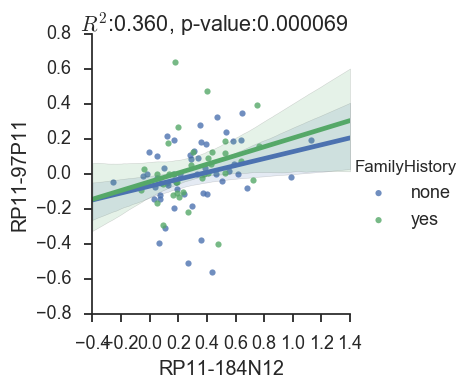 R²:0.360, p-value:0.000069
0.8
0.6
0.4
0.2
0.0
−0.2
−0.4
−0.6
−0.8
RP11-97P11
−0.4−0.20.0 0.2 0.4 0.6 0.8 1.0 1.2 1.4
RP11-184N12
FamilyHistory
none
yes